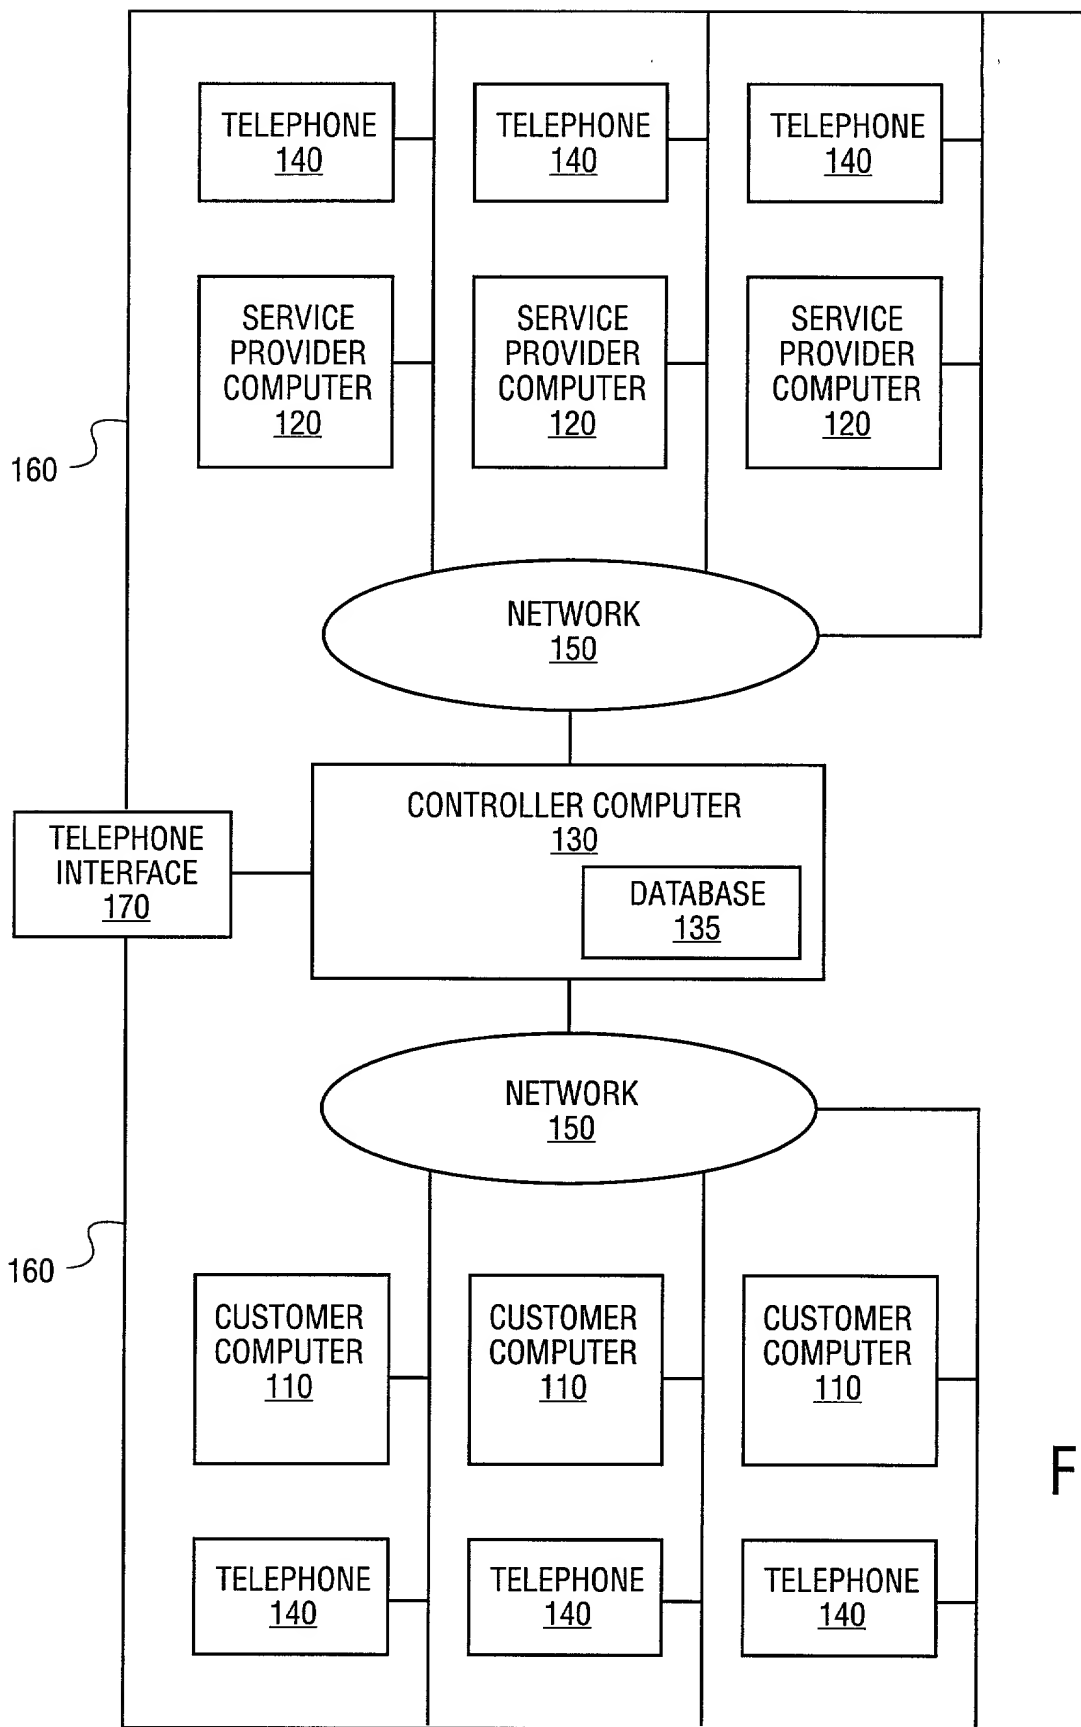 TELEPHONE
140
TELEPHONE
140
TELEPHONE
140
SERVICE
PROVIDER
COMPUTER
120
SERVICE
PROVIDER
COMPUTER
120
SERVICE
PROVIDER
COMPUTER
120
160
NETWORK
150
CONTROLLER COMPUTER
130
DATABASE
135
TELEPHONE
INTERFACE
170
NETWORK
150
160
CUSTOMER
COMPUTER
110
CUSTOMER
COMPUTER
110
CUSTOMER
COMPUTER
110
F
TELEPHONE
140
TELEPHONE
140
TELEPHONE
140